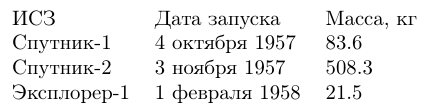 ИСЗ Дата запуска Масса, кг
Спутник-1 4 октября 1957 83.6
Спутник-2 3 ноября 1957 508.3
Эксплорер-1 1 февраля 1958 21.5